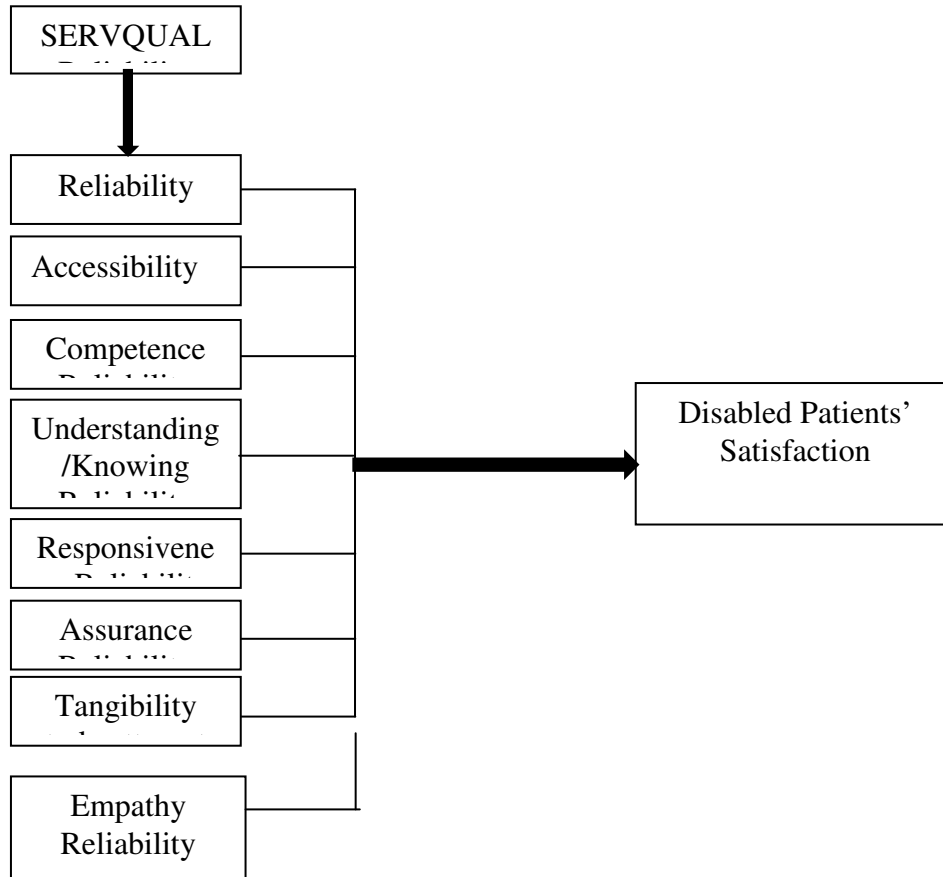 SERVQUAL
Reliability
Accessibility
Competence
Understanding
/Knowing
Responsivene
Assurance
Tangibility
Empathy
Reliability
Disabled Patients’
Satisfaction